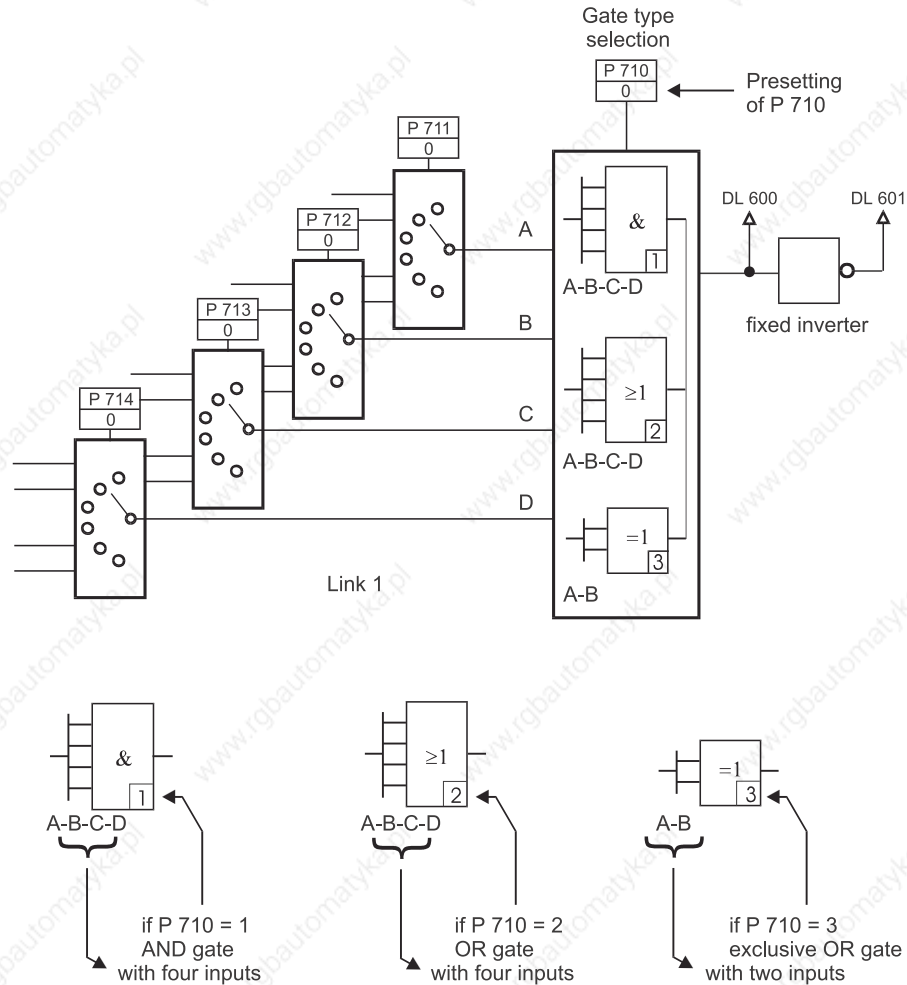 Gate type
selection
P 710
0
Presetting
of P 710
P 711
0
P 712
0
P 713
0
P 714
0
A
B
C
D
&
1
A-B-C-D
≥1
2
A-B-C-D
=1
3
A-B
DL 600
DL 601
fixed inverter
Link 1
&
1
A-B-C-D
if P 710 = 1
AND gate
with four inputs
≥1
2
A-B-C-D
if P 710 = 2
OR gate
with four inputs
=1
3
A-B
if P 710 = 3
exclusive OR gate
with two inputs
www.rgbautomatyka.pl